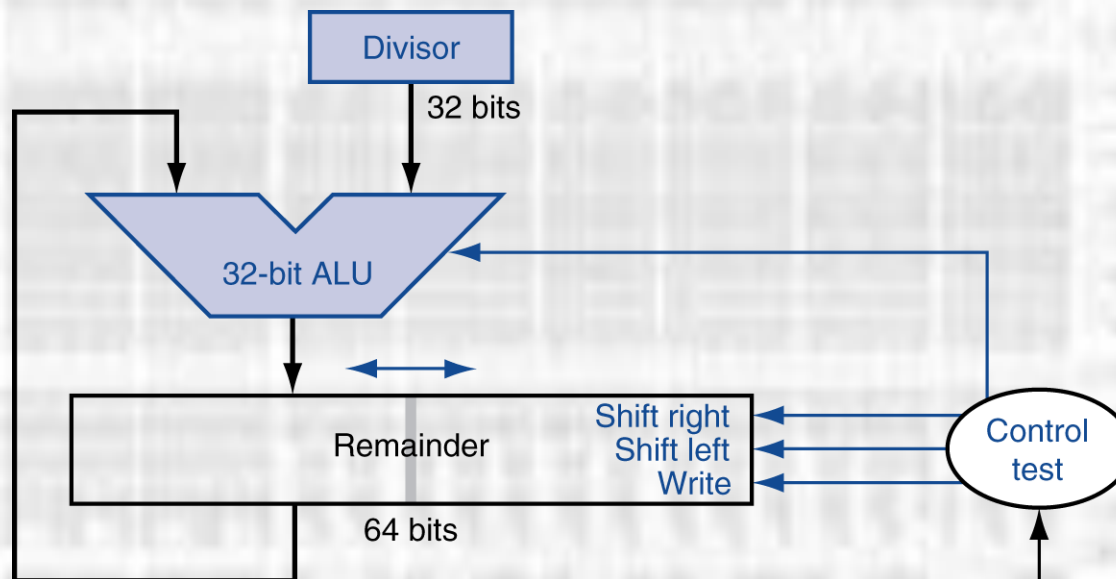 Divisor
32 bits
32-bit ALU
Remainder
Shift right
Shift left
Write
64 bits
Control
test